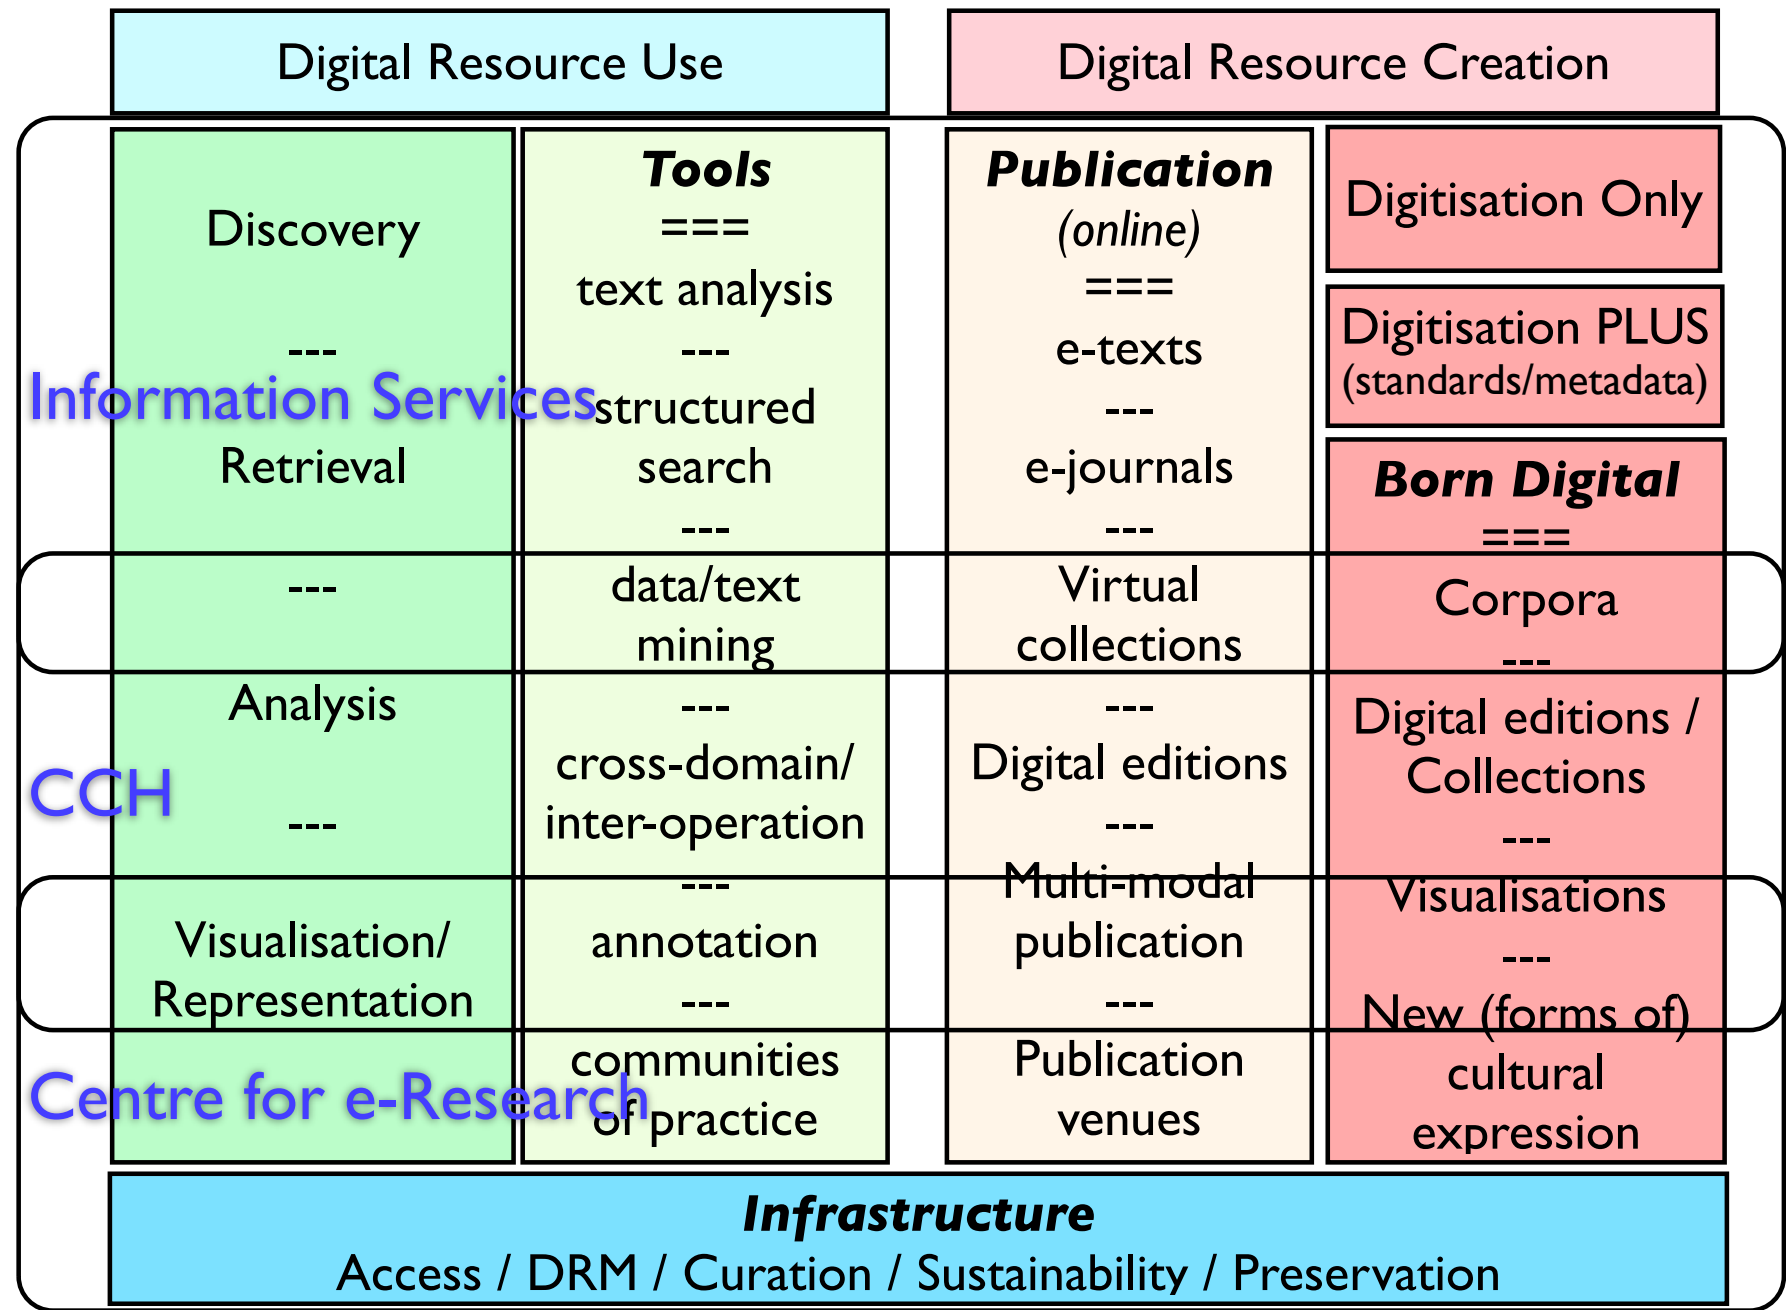 Digital Resource Use
Digital Resource Creation
Discovery
---
Retrieval
---
Analysis
---
Visualisation/
Representation
Tools
===
text analysis
---
structured
search
---
data/text
mining
---
cross-domain/
inter-operation
---
annotation
---
communities
of practice
Publication
(online)
===
e-texts
---
e-journals
---
Virtual
collections
---
Digital editions
---
Multi-modal
publication
---
Publication
venues
Digitisation Only
Digitisation PLUS
(standards/metadata)
Born Digital
===
Corpora
---
Digital editions /
Collections
---
Visualisations
---
New (forms of)
cultural
expression
Information Services
CCH
Centre for e-Research
Infrastructure
Access / DRM / Curation / Sustainability / Preservation